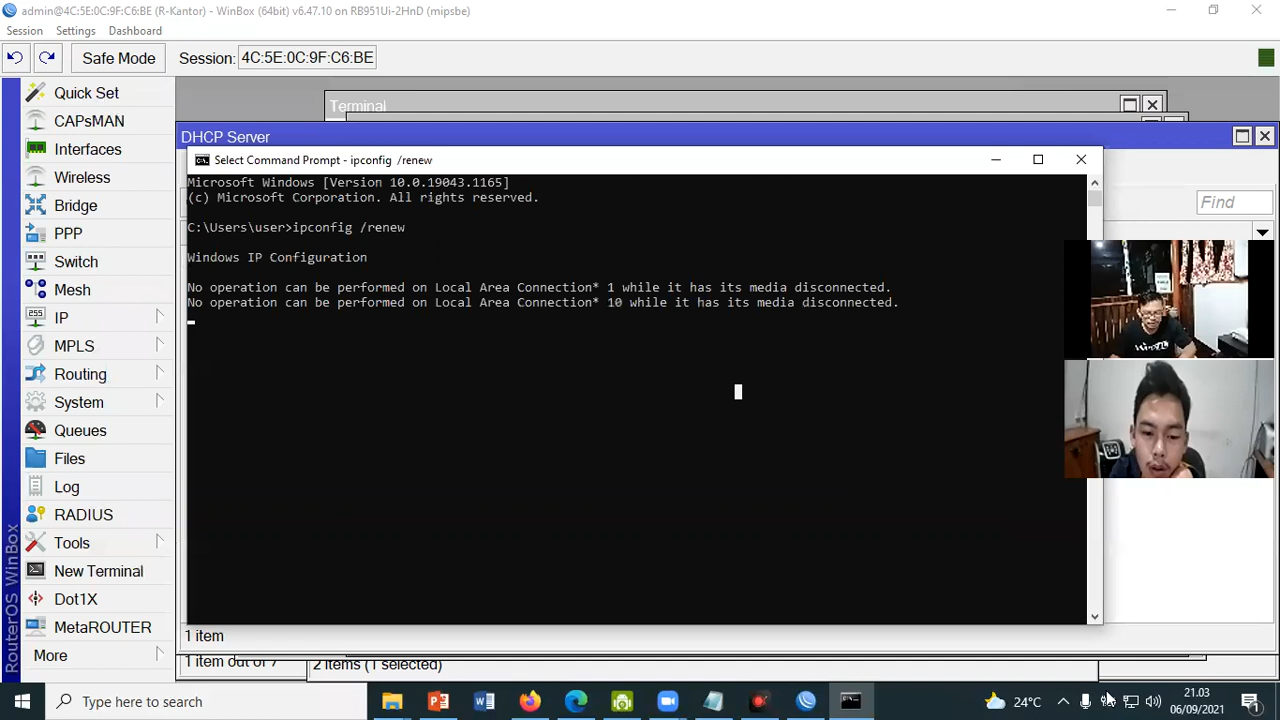 admin@4C:5E:0C:9F:C6:BE (R-Kantor) - WinBox (64bit) v6.47.10 on RB951Ui-2HnD (mipsbe)
Session Settings Dashboard
Safe Mode Session: 4C:5E:0C:9F:C6:BE
Quick Set
CAPsMAN
Interfaces
Wireless
Bridge
PPP
Switch
Mesh
IP
MPLS
Routing
System
Queues
Files
Log
RADIUS
Tools
New Terminal
Dot1X
MetaROUTER
More
RouterOS WinBox
Terminal
DHCP Server
Find
Select Command Prompt - ipconfig /renew
Microsoft Windows [Version 10.0.19043.1165]
(c) Microsoft Corporation. All rights reserved.
C:\Users\user>ipconfig /renew
Windows IP Configuration
No operation can be performed on Local Area Connection* 1 while it has its media disconnected.
No operation can be performed on Local Area Connection* 10 while it has its media disconnected.
1 item
1 item out of 7
2 items (1 selected)
Type here to search
24°C
21.03
06/09/2021